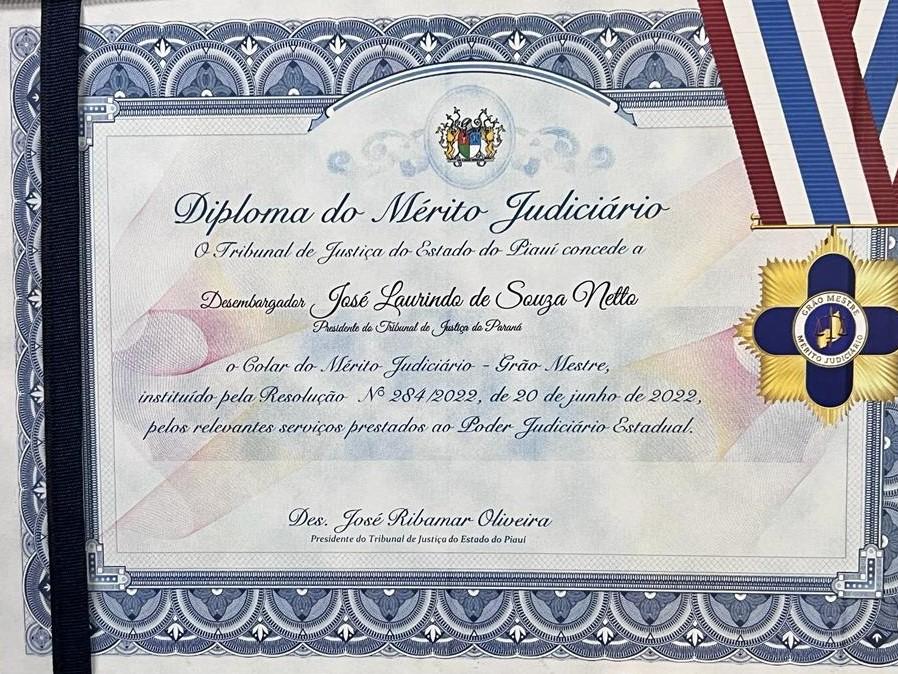 Diploma do Mérito Judiciário
O Tribunal de Justiça do Estado do Piauí concede a
Desembargador José Laurindo de Souza Netto
Presidente do Tribunal de Justiça do Paraná
o Colar do Mérito Judiciário - Grão Mestre,
instituído pela Resolução Nº 284/2022, de 20 de junho de 2022,
pelos relevantes serviços prestados ao Poder Judiciário Estadual.
Des. José Ribamar Oliveira
Presidente do Tribunal de Justiça do Estado do Piauí
GRÃO MESTRE
MÉRITO JUDICIÁRIO